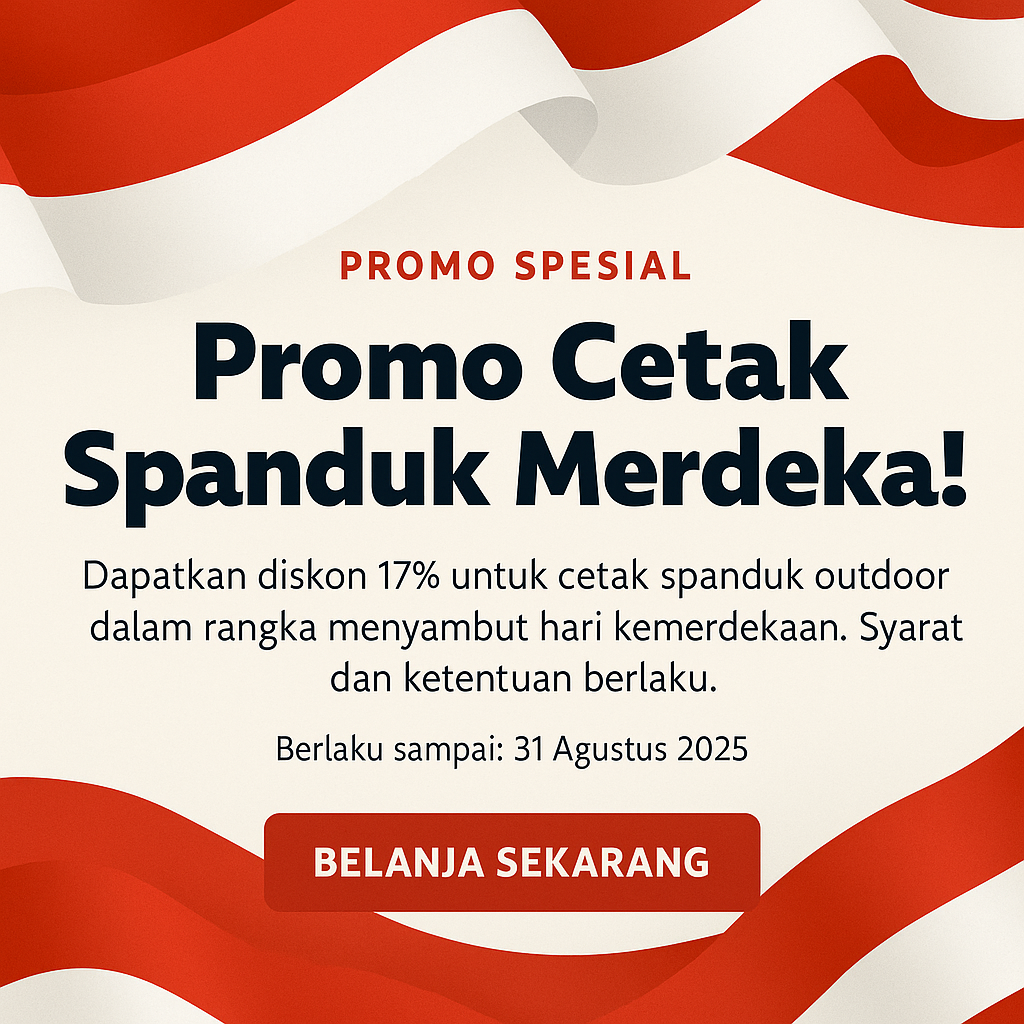 PROMO SPESIAL
Promo Cetak
Spanduk Merdeka!
Dapatkan diskon 17% untuk cetak spanduk outdoor
dalam rangka menyambut hari kemerdekaan. Syarat
dan ketentuan berlaku.
Berlaku sampai: 31 Agustus 2025
BELANJA SEKARANG